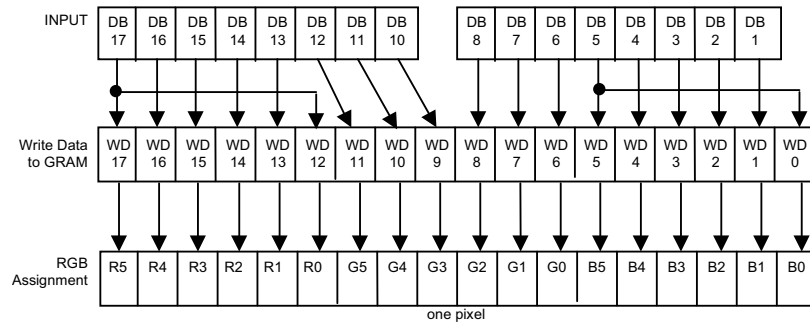 INPUT
DB DB DB DB DB DB DB DB DB DB DB DB DB DB DB DB
17 16 15 14 13 12 11 10 8 7 6 5 4 3 2 1
Write Data
to GRAM
WD WD WD WD WD WD WD WD WD WD WD WD WD WD WD WD WD WD
17 16 15 14 13 12 11 10 9 8 7 6 5 4 3 2 1 0
RGB
Assignment
R5 R4 R3 R2 R1 R0 G5 G4 G3 G2 G1 G0 B5 B4 B3 B2 B1 B0
one pixel